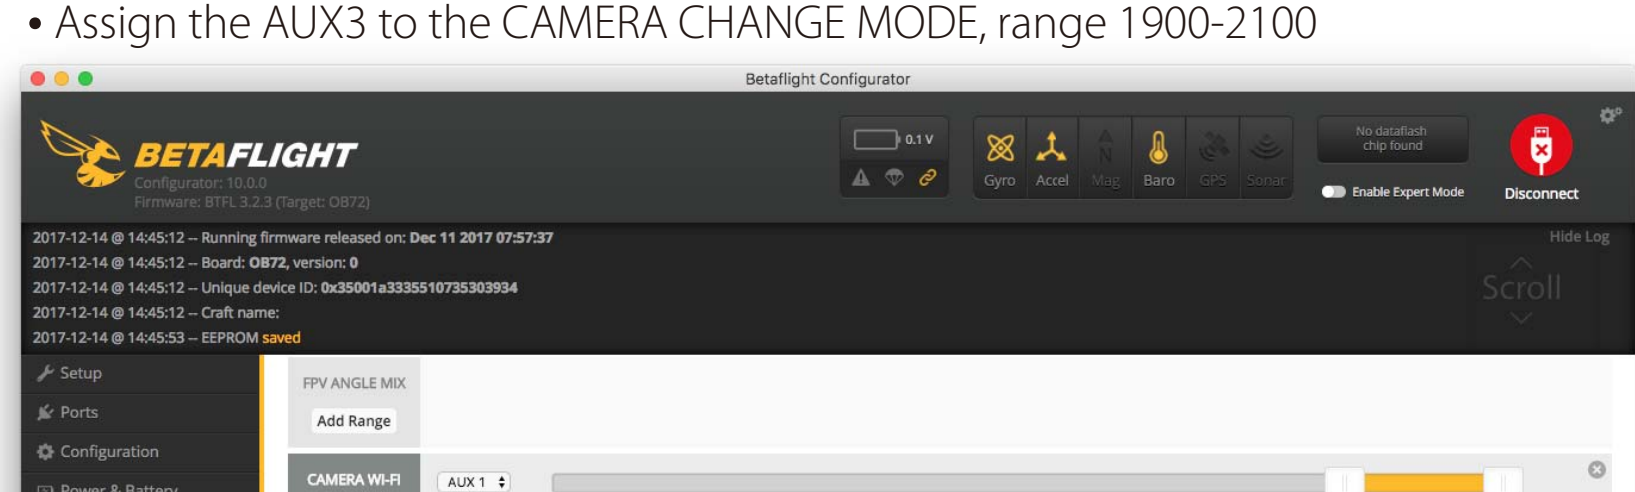 • Assign the AUX3 to the CAMERA CHANGE MODE, range 1900-2100
Betaflight Configurator
BETAFLIGHT
Configurator: 10.0.0
Firmware: BTFL 3.2.3 (Target: OB72)
0.1 V
Gyro Accel Mag Baro GPS Sonar
No dataflash
chip found
Enable Expert Mode
Disconnect
2017-12-14 @ 14:45:12 -- Running firmware released on: Dec 11 2017 07:57:37
2017-12-14 @ 14:45:12 -- Board: OB72, version: 0
2017-12-14 @ 14:45:12 -- Unique device ID: 0x35001a3335510735303934
2017-12-14 @ 14:45:12 -- Craft name:
2017-12-14 @ 14:45:53 -- EEPROM saved
Hide Log
Scroll
Setup
Ports
Configuration
Power & Battery
FPV ANGLE MIX
Add Range
CAMERA WI-FI
AUX 1